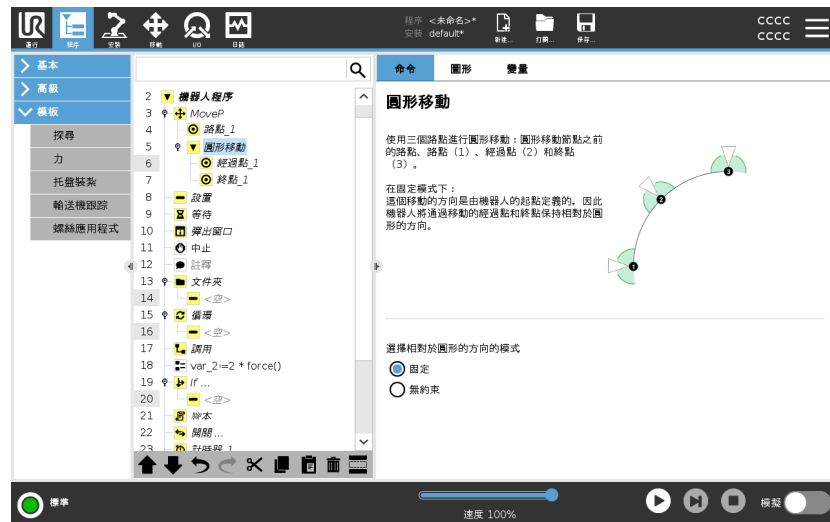 UR
運行
程序
安裝
移動
I/O
日誌
程序 <未命名>*
安裝 default*
新建...
打開...
保存...
cccc
cccc
基本
高級
模板
探尋
力
托盤裝紮
輸送機跟踪
螺絲應用程式
2 機器人程序
3 MoveP
4 路點_1
5 圓形移動
6 經過點_1
7 終點_1
8 設置
9 等待
10 彈出窗口
11 中止
12 註釋
13 文件夾
14 <空>
15 循環
16 <空>
17 調用
18 var_2≔2 * force()
19 If ...
20 <空>
21 腳本
22 開關 ...
23 計時器_1
命令 圖形 變量
圓形移動
使用三個路點進行圓形移動：圓形移動節點之前
的路點、路點（1）、經過點（2）和終點
（3）。
在固定模式下：
這個移動的方向是由機器人的起點定義的，因此
機器人將通過移動的經過點和終點保持相對於圓
形的方向。
3
2
1
選擇相對於圓形的方向的模式
固定
無約束
標準
速度 100%
模擬